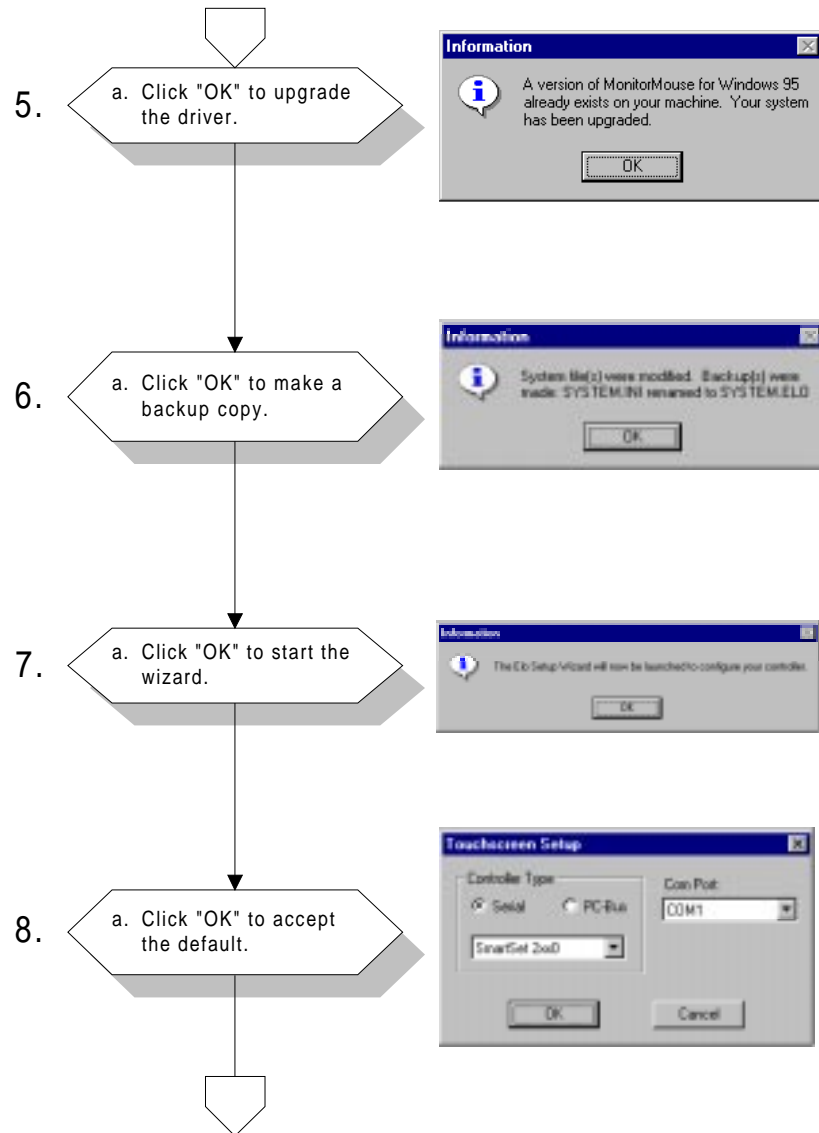 5.
a. Click "OK" to upgrade
the driver.
Information
A version of MonitorMouse for Windows 95
already exists on your machine. Your system
has been upgraded.
OK
6.
a. Click "OK" to make a
backup copy.
Information
System file(s) were modified. Backup(s) were
made: SYSTEM.INI renamed to SYSTEM.ELO
OK
7.
a. Click "OK" to start the
wizard.
Information
The Elo Setup Wizard will now be launched to configure your controller.
OK
8.
a. Click "OK" to accept
the default.
Touchscreen Setup
Controller Type
Serial
PC-Bus
Com Port:
COM1
SmartSet 2xx0
OK
Cancel